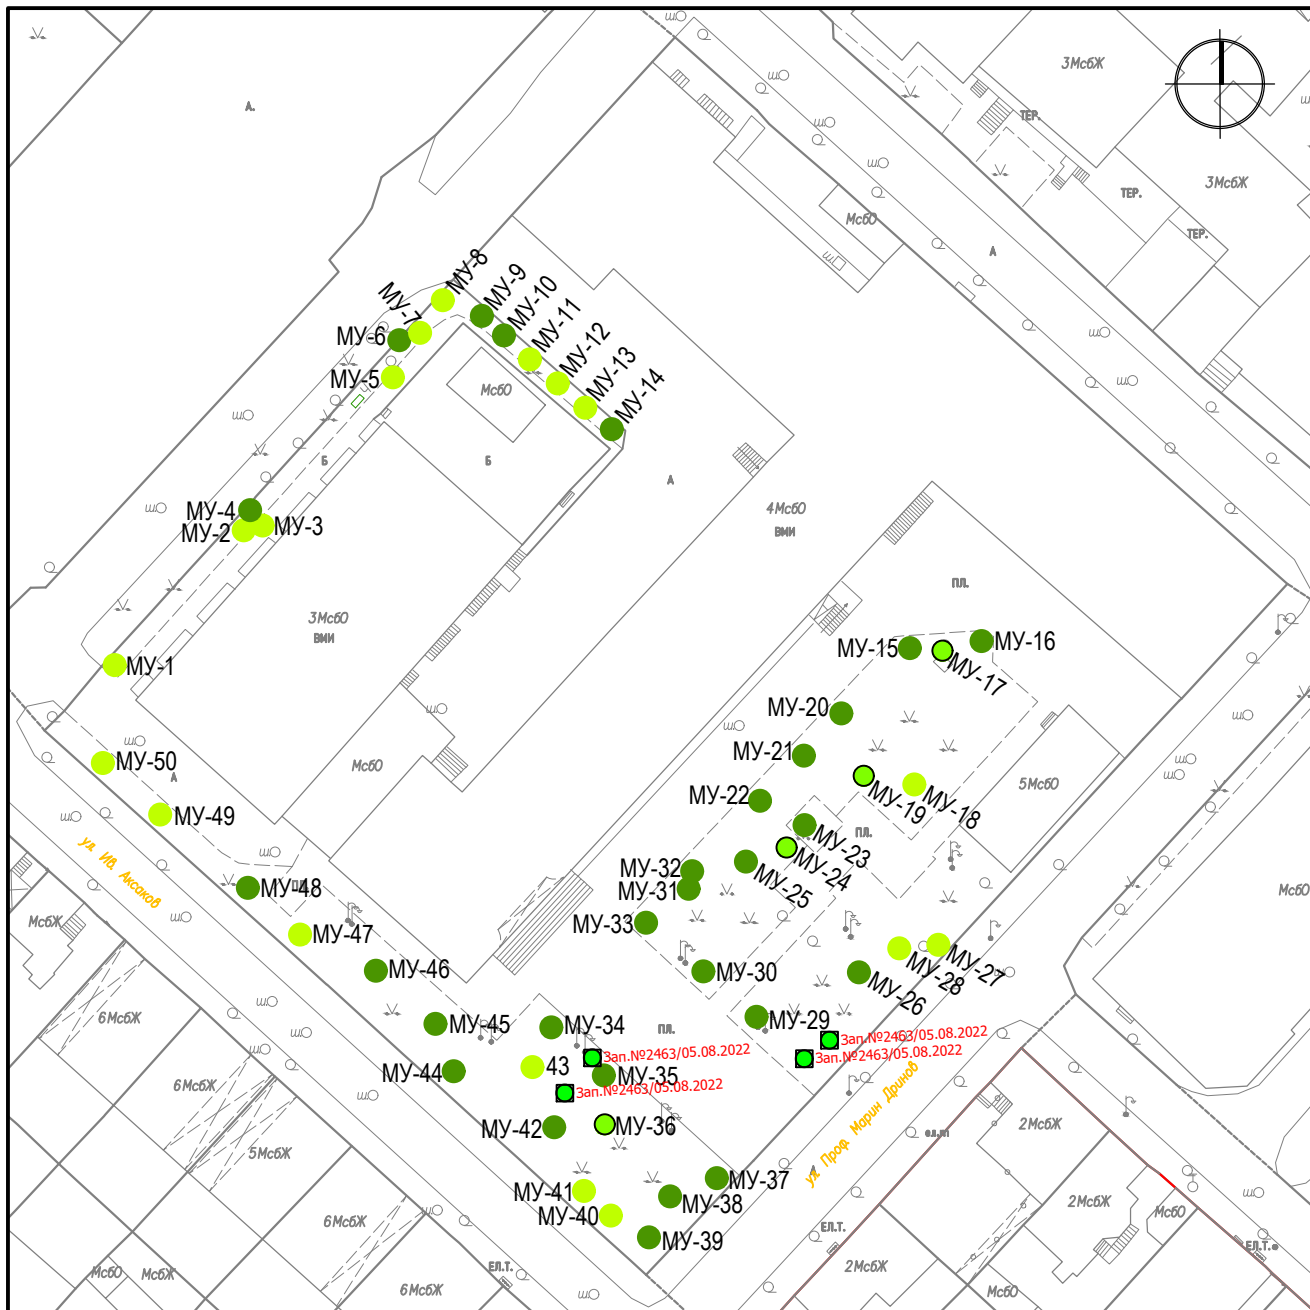 А.
3МсбЖ
ТЕР.
3МсбЖ
ТЕР.
МсбО
ТЕР.
А
МУ-8
МУ-9
МУ-7
МУ-10
МУ-6
МУ-11
МУ-12
МУ-5
МУ-13
МсбО
МУ-14
Б
Б
А
МУ-4
4МсбО
МУ-2
МУ-3
ВМИ
ПЛ.
3МсбО
ВМИ
МУ-15
МУ-16
МУ-1
МУ-17
МУ-20
МУ-50
А
МсбО
МУ-21
МУ-19
МУ-18
5МсбО
МУ-22
МУ-49
МУ-23
ПЛ.
ул. Ив. Аксаков
МУ-24
МУ-32
МУ-25
МУ-48
МУ-31
МсбО
МсбЖ
МУ-33
МУ-47
МУ-27
МУ-28
МУ-46
МУ-30
МУ-26
6МсбЖ
МУ-45
МУ-34
ПЛ.
МУ-29
Зап.№2463/05.08.2022
Зап.№2463/05.08.2022
Зап.№2463/05.08.2022
43
МУ-44
МУ-35
6МсбЖ
Зап.№2463/05.08.2022
ул. Проф. Марин Дринов
МУ-42
МУ-36
2МсбЖ
5МсбЖ
А
МУ-37
МУ-41
МУ-38
2МсбЖ
6МсбЖ
МУ-40
МсбО
МУ-39
ЕЛ.Т.
ЕЛ.Т.
МсбО
МсбЖ
ЕЛ.Т.
2МсбЖ
6МсбЖ
МсбО